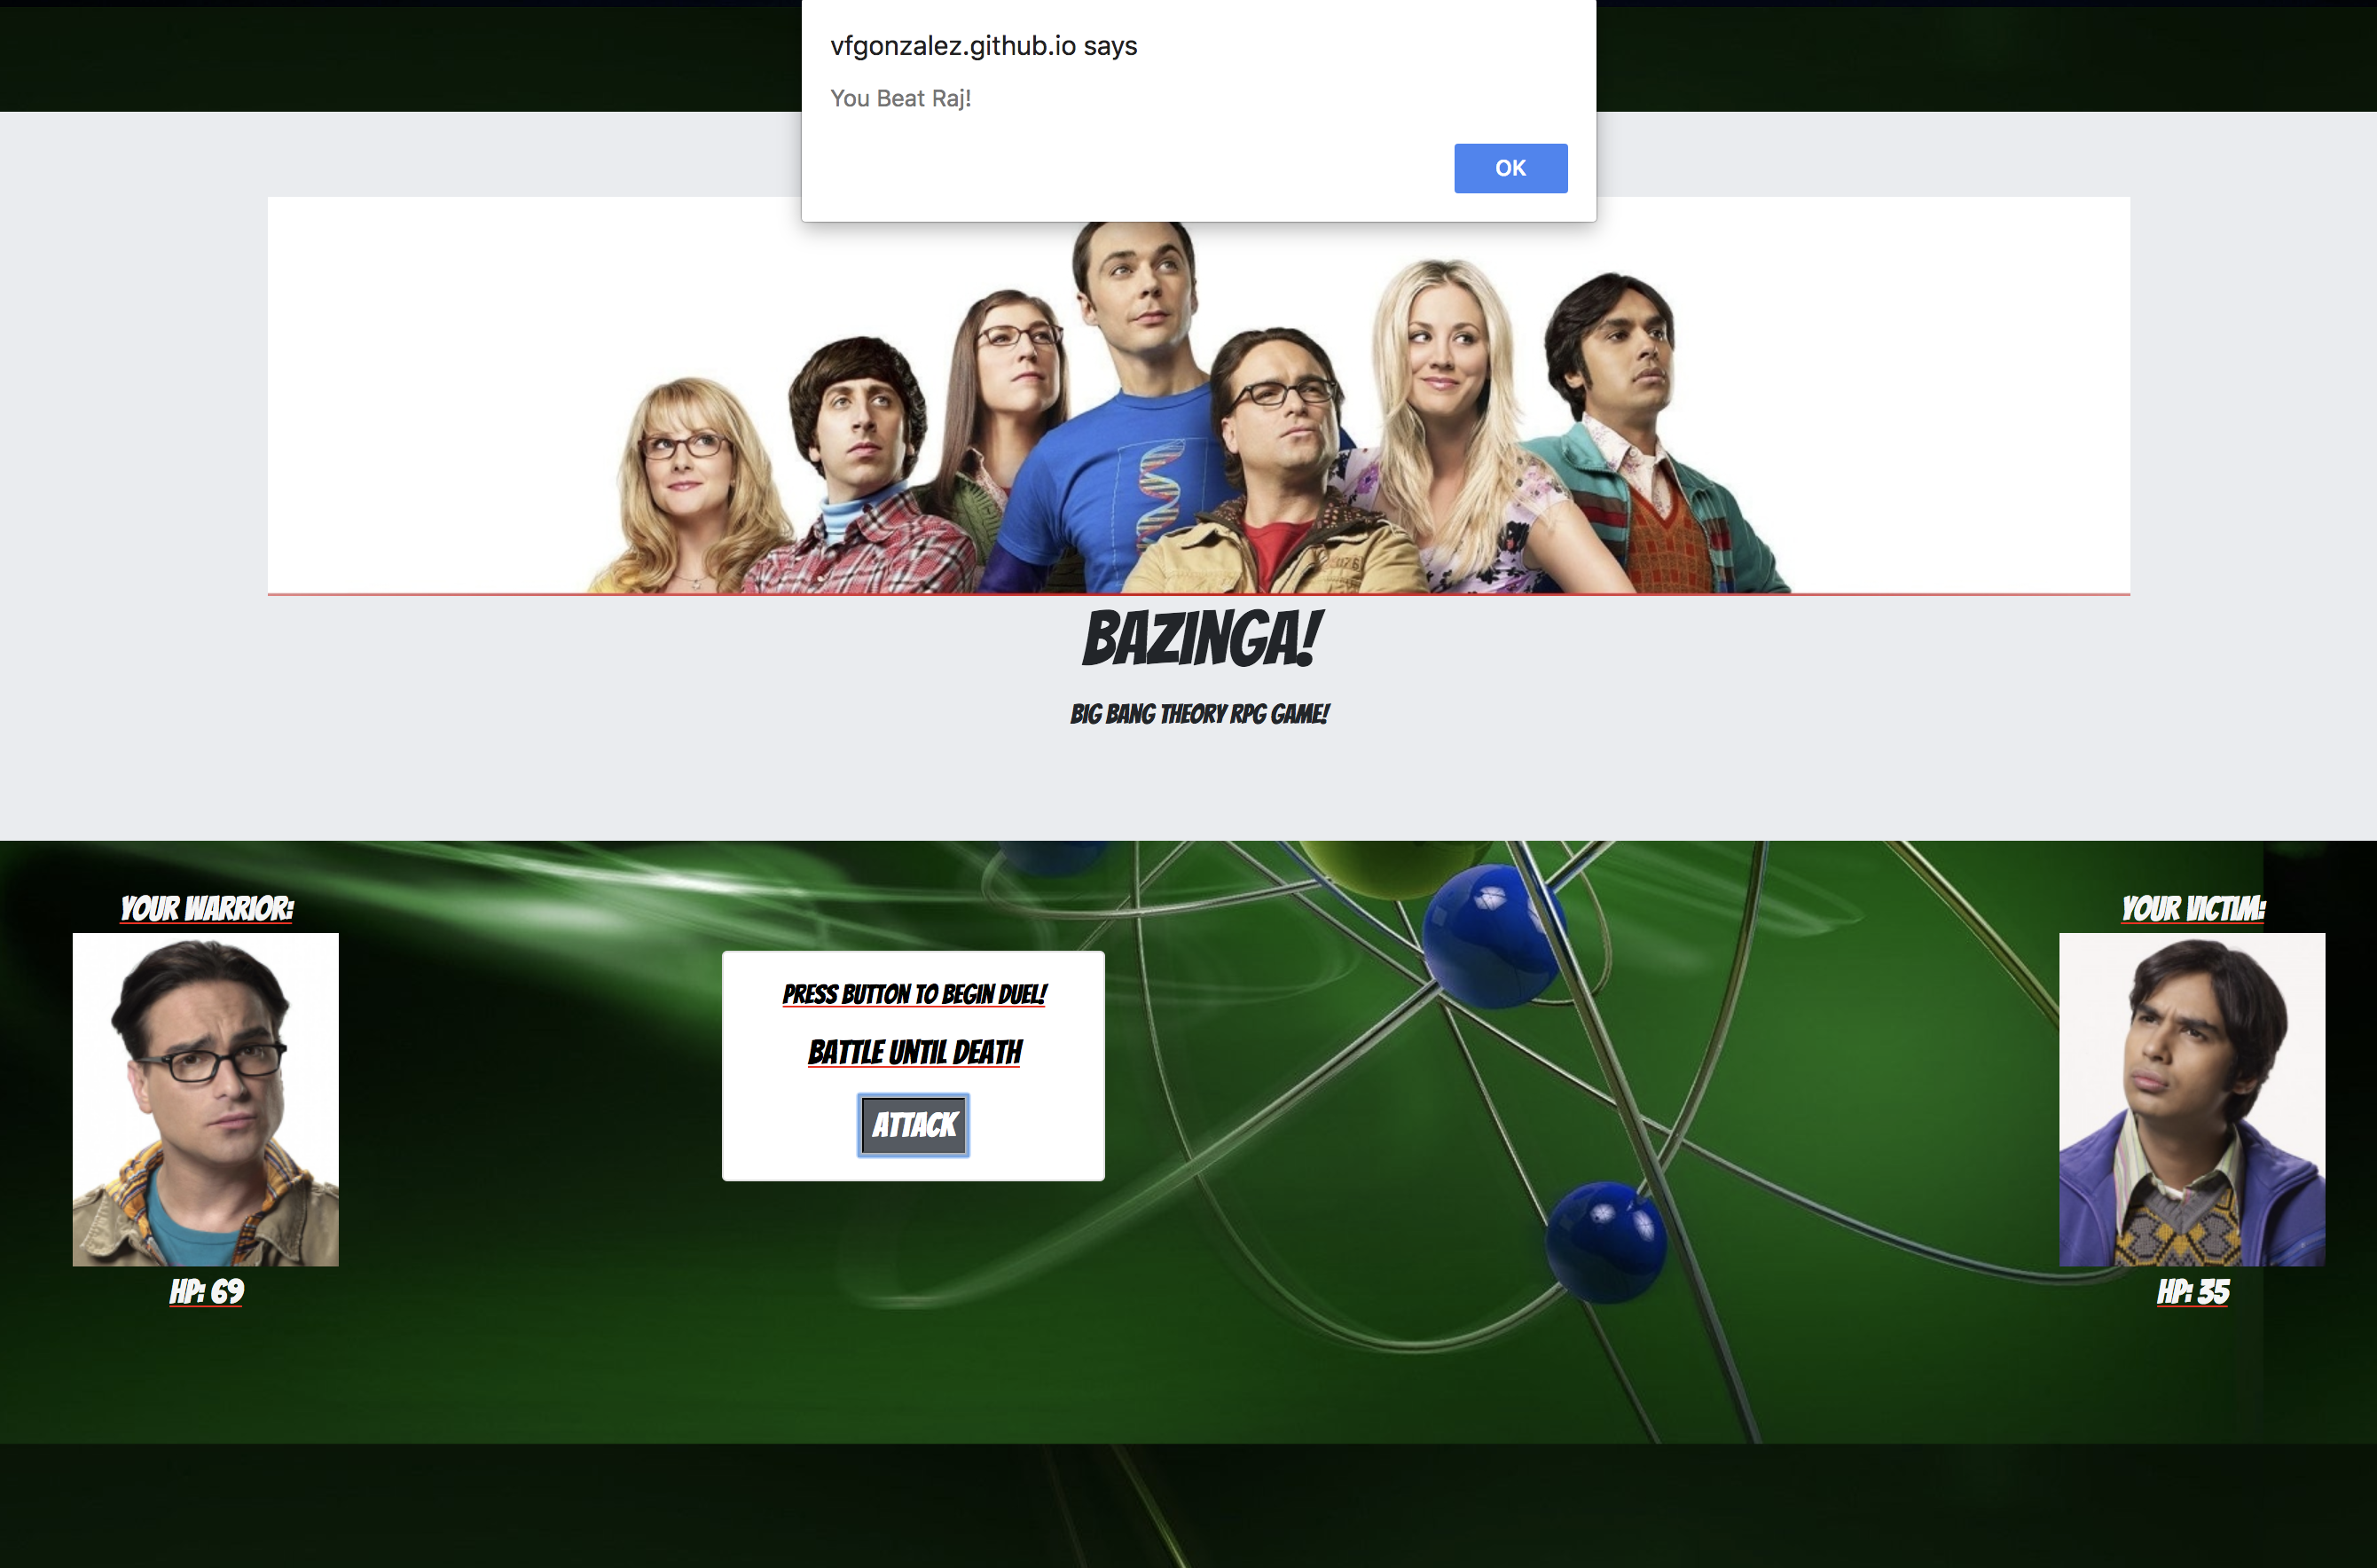 vfgonzalez.github.io says
You Beat Raj!
OK
BAZINGA!
BIG BANG THEORY RPG GAME!
YOUR WARRIOR:
YOUR VICTIM:
PRESS BUTTON TO BEGIN DUEL!
BATTLE UNTIL DEATH
ATTACK
HP: 69
HP: 35